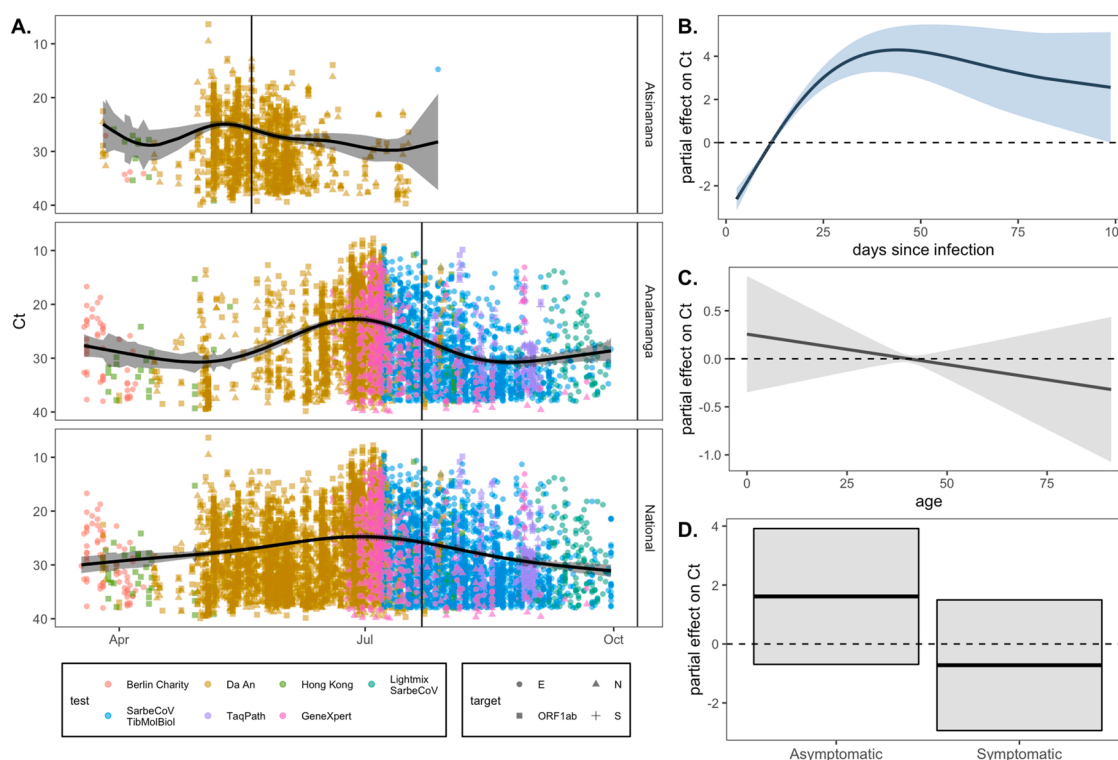 A.
10
20
30
40
Atsinanana
10
20
30
40
Analamanga
10
20
30
40
National
Ct
Apr
Jul
Oct
test
Berlin Charity
Da An
Hong Kong
Lightmix
SarbeCoV
SarbeCoV
TibMolBiol
TaqPath
GeneXpert
target
E
N
ORF1ab
S
B.
partial effect on Ct
4
2
0
-2
0
25
50
75
10
days since infection
C.
partial effect on Ct
0.5
0.0
-0.5
-1.0
0
25
50
75
age
D.
partial effect on Ct
4
2
0
-2
Asymptomatic
Symptomatic